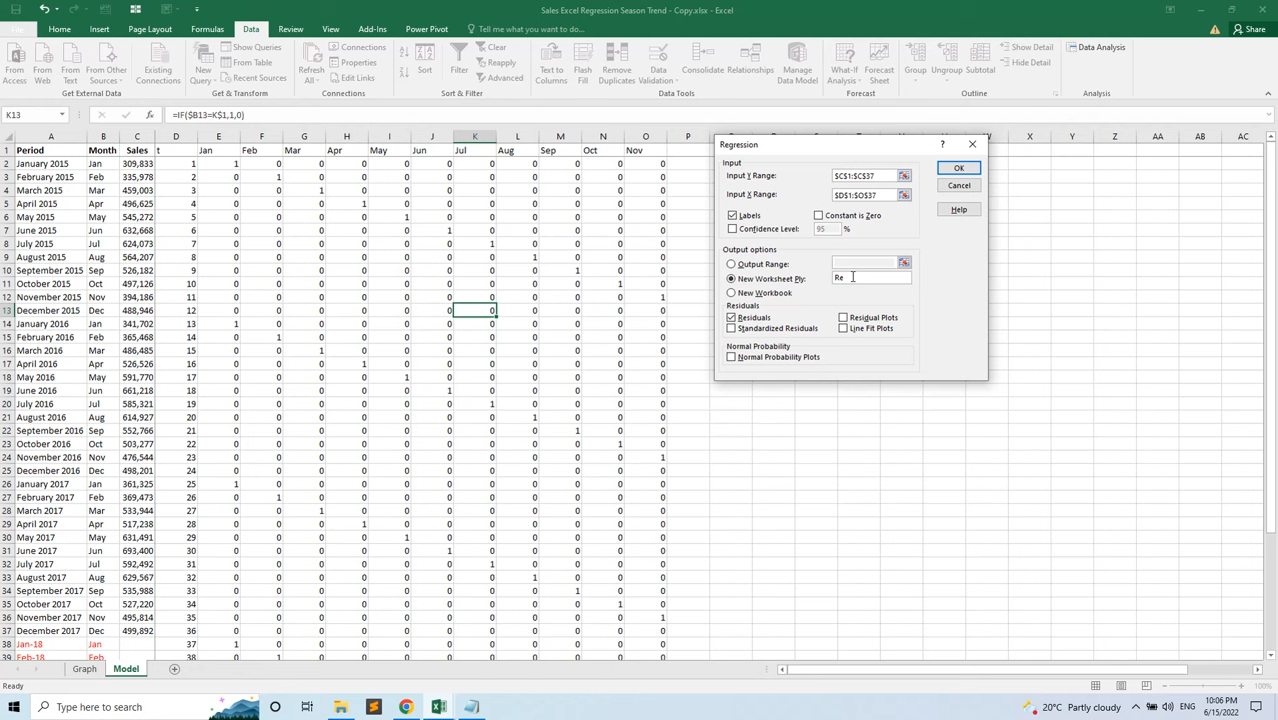 Sales Excel Regression Season Trend - Copy.xlsx - Excel
File Home Insert Page Layout Formulas Data Review View Add-Ins Power Pivot Tell me what you want to do... Share
From Access From Web From Text From Other Sources Existing Connections New Query Show Queries From Table Recent Sources Refresh All Connections Properties Edit Links Sort Filter Clear Reapply Advanced Text to Columns Flash Fill Remove Duplicates Data Validation Consolidate Relationships Manage Data Model What-If Analysis Forecast Sheet Group Ungroup Subtotal Show Detail Hide Detail Data Analysis
Get External Data Get & Transform Connections Sort & Filter Data Tools Forecast Outline Analysis
K13 fx =IF($B13=K$1,1,0)
A B C D E F G H I J K L M N O P Q R X Y Z AA AB AC
1 Period Month Sales t Jan Feb Mar Apr May Jun Jul Aug Sep Oct Nov
2 January 2015 Jan 309,833 1 1 0 0 0 0 0 0 0 0 0 0
3 February 2015 Feb 335,978 2 0 1 0 0 0 0 0 0 0 0 0
4 March 2015 Mar 459,003 3 0 0 1 0 0 0 0 0 0 0 0
5 April 2015 Apr 496,625 4 0 0 0 1 0 0 0 0 0 0 0
6 May 2015 May 545,272 5 0 0 0 0 1 0 0 0 0 0 0
7 June 2015 Jun 632,668 6 0 0 0 0 0 1 0 0 0 0 0
8 July 2015 Jul 624,073 7 0 0 0 0 0 0 1 0 0 0 0
9 August 2015 Aug 564,207 8 0 0 0 0 0 0 0 1 0 0 0
10 September 2015 Sep 526,182 9 0 0 0 0 0 0 0 0 1 0 0
11 October 2015 Oct 497,126 10 0 0 0 0 0 0 0 0 0 1 0
12 November 2015 Nov 394,186 11 0 0 0 0 0 0 0 0 0 0 1
13 December 2015 Dec 488,946 12 0 0 0 0 0 0 0 0 0 0 0
14 January 2016 Jan 341,702 13 1 0 0 0 0 0 0 0 0 0 0
15 February 2016 Feb 365,468 14 0 1 0 0 0 0 0 0 0 0 0
16 March 2016 Mar 486,485 15 0 0 1 0 0 0 0 0 0 0 0
17 April 2016 Apr 526,526 16 0 0 0 1 0 0 0 0 0 0 0
18 May 2016 May 591,770 17 0 0 0 0 1 0 0 0 0 0 0
19 June 2016 Jun 661,218 18 0 0 0 0 0 1 0 0 0 0 0
20 July 2016 Jul 585,321 19 0 0 0 0 0 0 1 0 0 0 0
21 August 2016 Aug 614,927 20 0 0 0 0 0 0 0 1 0 0 0
22 September 2016 Sep 552,766 21 0 0 0 0 0 0 0 0 1 0 0
23 October 2016 Oct 503,277 22 0 0 0 0 0 0 0 0 0 1 0
24 November 2016 Nov 476,544 23 0 0 0 0 0 0 0 0 0 0 1
25 December 2016 Dec 498,201 24 0 0 0 0 0 0 0 0 0 0 0
26 January 2017 Jan 361,325 25 1 0 0 0 0 0 0 0 0 0 0
27 February 2017 Feb 369,473 26 0 1 0 0 0 0 0 0 0 0 0
28 March 2017 Mar 533,944 27 0 0 1 0 0 0 0 0 0 0 0
29 April 2017 Apr 517,238 28 0 0 0 1 0 0 0 0 0 0 0
30 May 2017 May 631,491 29 0 0 0 0 1 0 0 0 0 0 0
31 June 2017 Jun 693,400 30 0 0 0 0 0 1 0 0 0 0 0
32 July 2017 Jul 592,492 31 0 0 0 0 0 0 1 0 0 0 0
33 August 2017 Aug 629,567 32 0 0 0 0 0 0 0 1 0 0 0
34 September 2017 Sep 535,988 33 0 0 0 0 0 0 0 0 1 0 0
35 October 2017 Oct 527,220 34 0 0 0 0 0 0 0 0 0 1 0
36 November 2017 Nov 495,814 35 0 0 0 0 0 0 0 0 0 0 1
37 December 2017 Dec 499,892 36 0 0 0 0 0 0 0 0 0 0 0
38 Jan-18 Jan 37 1 0 0 0 0 0 0 0 0 0 0
39 Feb-18 Feb 38 0 1 0 0 0 0 0 0 0 0 0
Regression ?
Input
Input Y Range: $C$1:$C$37 OK
Input X Range: $D$1:$O$37 Cancel
Labels Constant is Zero Help
Confidence Level: 95 %
Output options
Output Range:
New Worksheet Ply: Re
New Workbook
Residuals
Residuals Residual Plots
Standardized Residuals Line Fit Plots
Normal Probability
Normal Probability Plots
Graph Model
Ready 100%
Type here to search 20°C Partly cloudy 10:06 PM
6/15/2022